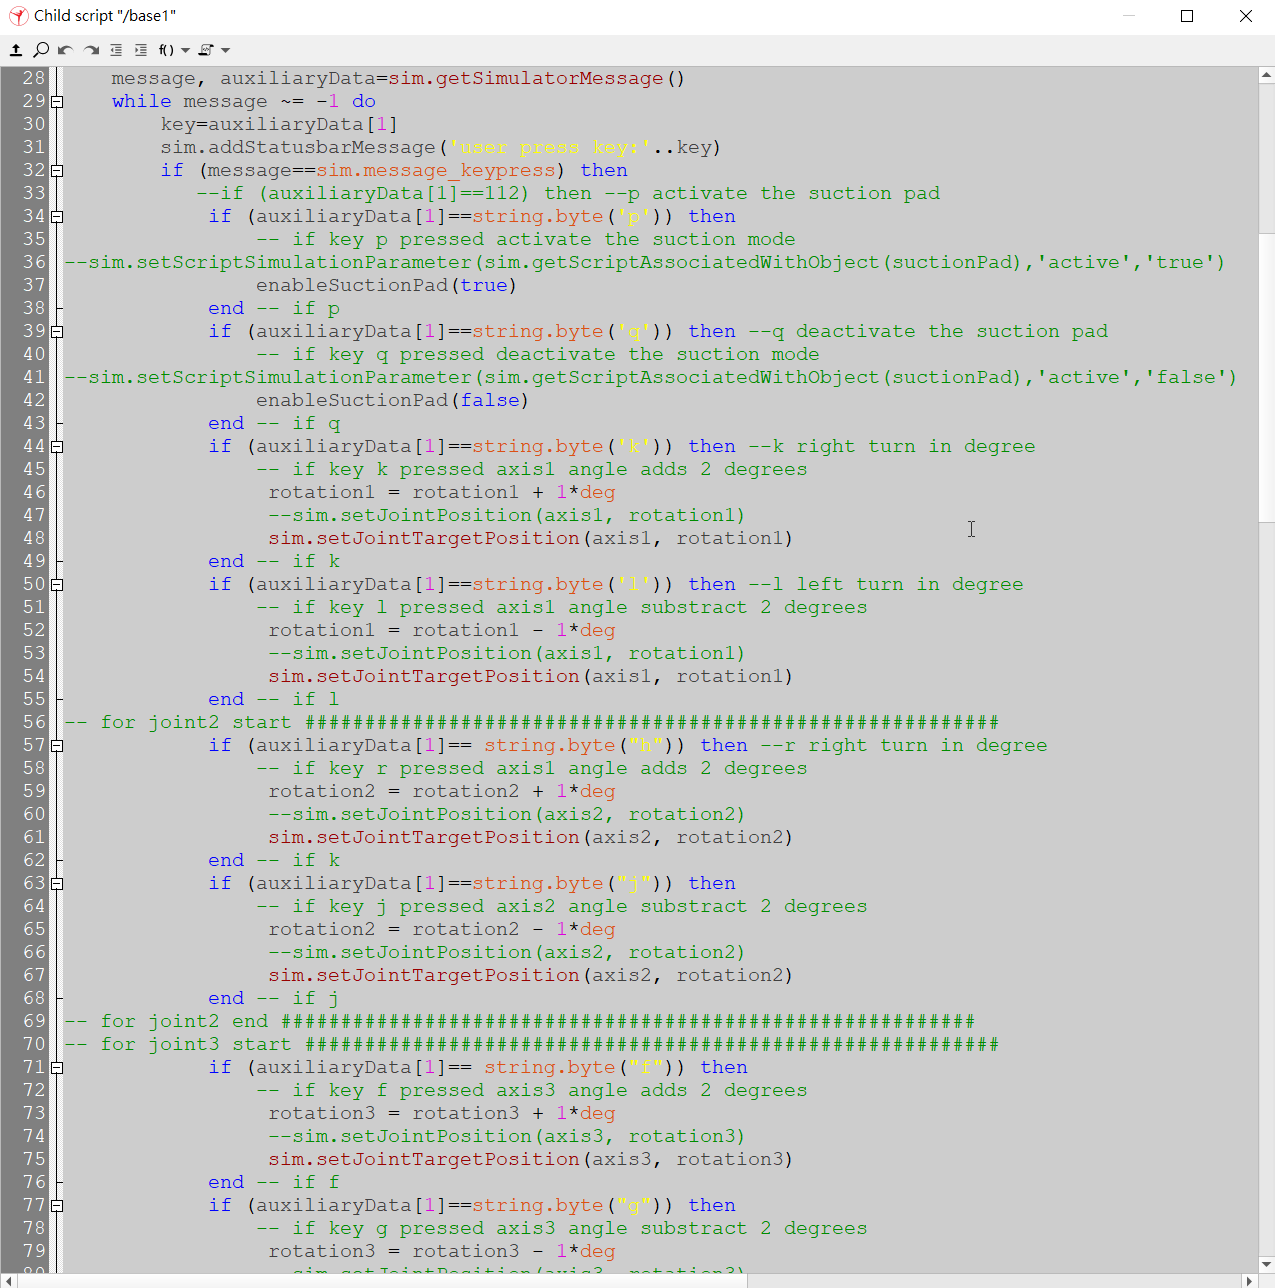 Child script "/base1"
f()
28 message, auxiliaryData=sim.getSimulatorMessage()
29 while message ~= -1 do
30 key=auxiliaryData[1]
31 sim.addStatusbarMessage('user press key:'..key)
32 if (message==sim.message_keypress) then
33 --if (auxiliaryData[1]==112) then --p activate the suction pad
34 if (auxiliaryData[1]==string.byte('p')) then
35 -- if key p pressed activate the suction mode
36 --sim.setScriptSimulationParameter(sim.getScriptAssociatedWithObject(suctionPad),'active','true')
37 enableSuctionPad(true)
38 end -- if p
39 if (auxiliaryData[1]==string.byte('q')) then --q deactivate the suction pad
40 -- if key q pressed deactivate the suction mode
41 --sim.setScriptSimulationParameter(sim.getScriptAssociatedWithObject(suctionPad),'active','false')
42 enableSuctionPad(false)
43 end -- if q
44 if (auxiliaryData[1]==string.byte('k')) then --k right turn in degree
45 -- if key k pressed axis1 angle adds 2 degrees
46 rotation1 = rotation1 + 1*deg
47 --sim.setJointPosition(axis1, rotation1)
48 sim.setJointTargetPosition(axis1, rotation1)
49 end -- if k
50 if (auxiliaryData[1]==string.byte('l')) then --l left turn in degree
51 -- if key l pressed axis1 angle substract 2 degrees
52 rotation1 = rotation1 - 1*deg
53 --sim.setJointPosition(axis1, rotation1)
54 sim.setJointTargetPosition(axis1, rotation1)
55 end -- if l
56 -- for joint2 start ##########################################################
57 if (auxiliaryData[1]== string.byte("h")) then --r right turn in degree
58 -- if key r pressed axis1 angle adds 2 degrees
59 rotation2 = rotation2 + 1*deg
60 --sim.setJointPosition(axis2, rotation2)
61 sim.setJointTargetPosition(axis2, rotation2)
62 end -- if k
63 if (auxiliaryData[1]==string.byte("j")) then
64 -- if key j pressed axis2 angle substract 2 degrees
65 rotation2 = rotation2 - 1*deg
66 --sim.setJointPosition(axis2, rotation2)
67 sim.setJointTargetPosition(axis2, rotation2)
68 end -- if j
69 -- for joint2 end ##########################################################
70 -- for joint3 start ##########################################################
71 if (auxiliaryData[1]== string.byte("f")) then
72 -- if key f pressed axis3 angle adds 2 degrees
73 rotation3 = rotation3 + 1*deg
74 --sim.setJointPosition(axis3, rotation3)
75 sim.setJointTargetPosition(axis3, rotation3)
76 end -- if f
77 if (auxiliaryData[1]==string.byte("g")) then
78 -- if key g pressed axis3 angle substract 2 degrees
79 rotation3 = rotation3 - 1*deg
80 --sim.setJointPosition(axis3, rotation3)